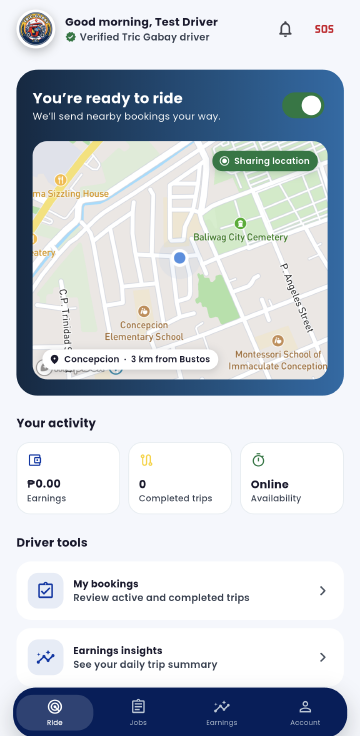 Good morning, Test Driver
Verified Tric Gabay driver
SOS
You're ready to ride
We'll send nearby bookings your way.
Sharing location
ma Sizzling House
Baliwag City Cemetery
eatery
P. Angeles Street
C.P. Trinidad S
Concepcion
Elementary School
Montessori School of
Immaculate Conception
Concepcion · 3 km from Bustos
Your activity
₱0.00
Earnings
0
Completed trips
Online
Availability
Driver tools
My bookings
Review active and completed trips
Earnings insights
See your daily trip summary
Ride
Jobs
Earnings
Account